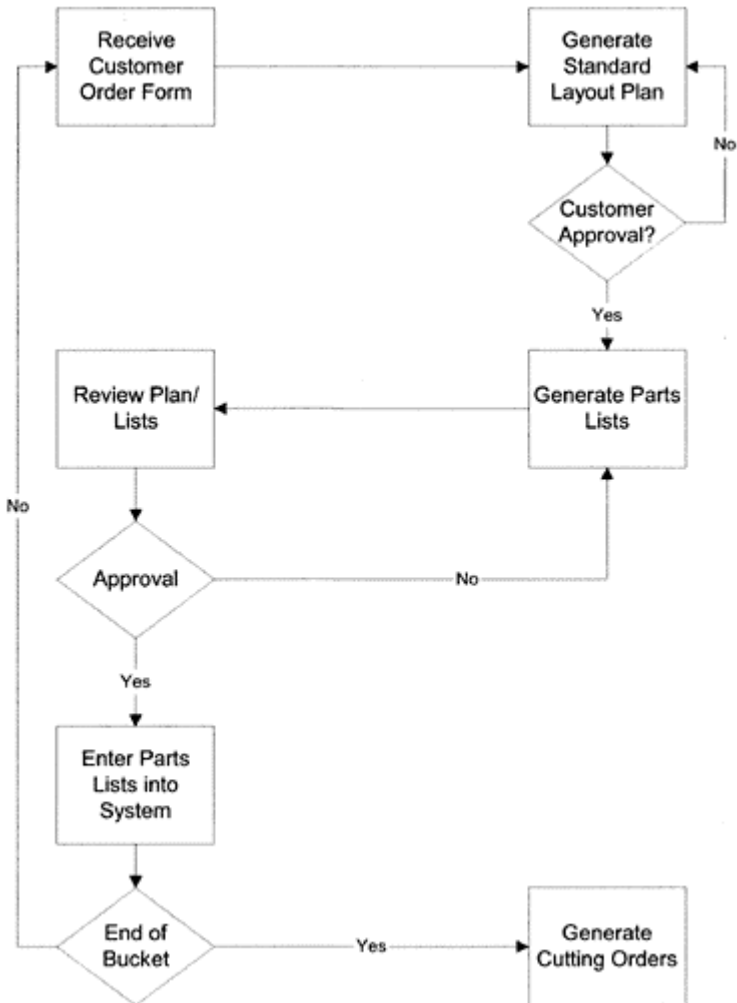 Receive
Customer
Order Form
Generate
Standard
Layout Plan
No
Customer
Approval?
Yes
Review Plan/
Lists
Generate Parts
Lists
No
Approval
No
Yes
Enter Parts
Lists into
System
End of
Bucket
Yes
Generate
Cutting Orders